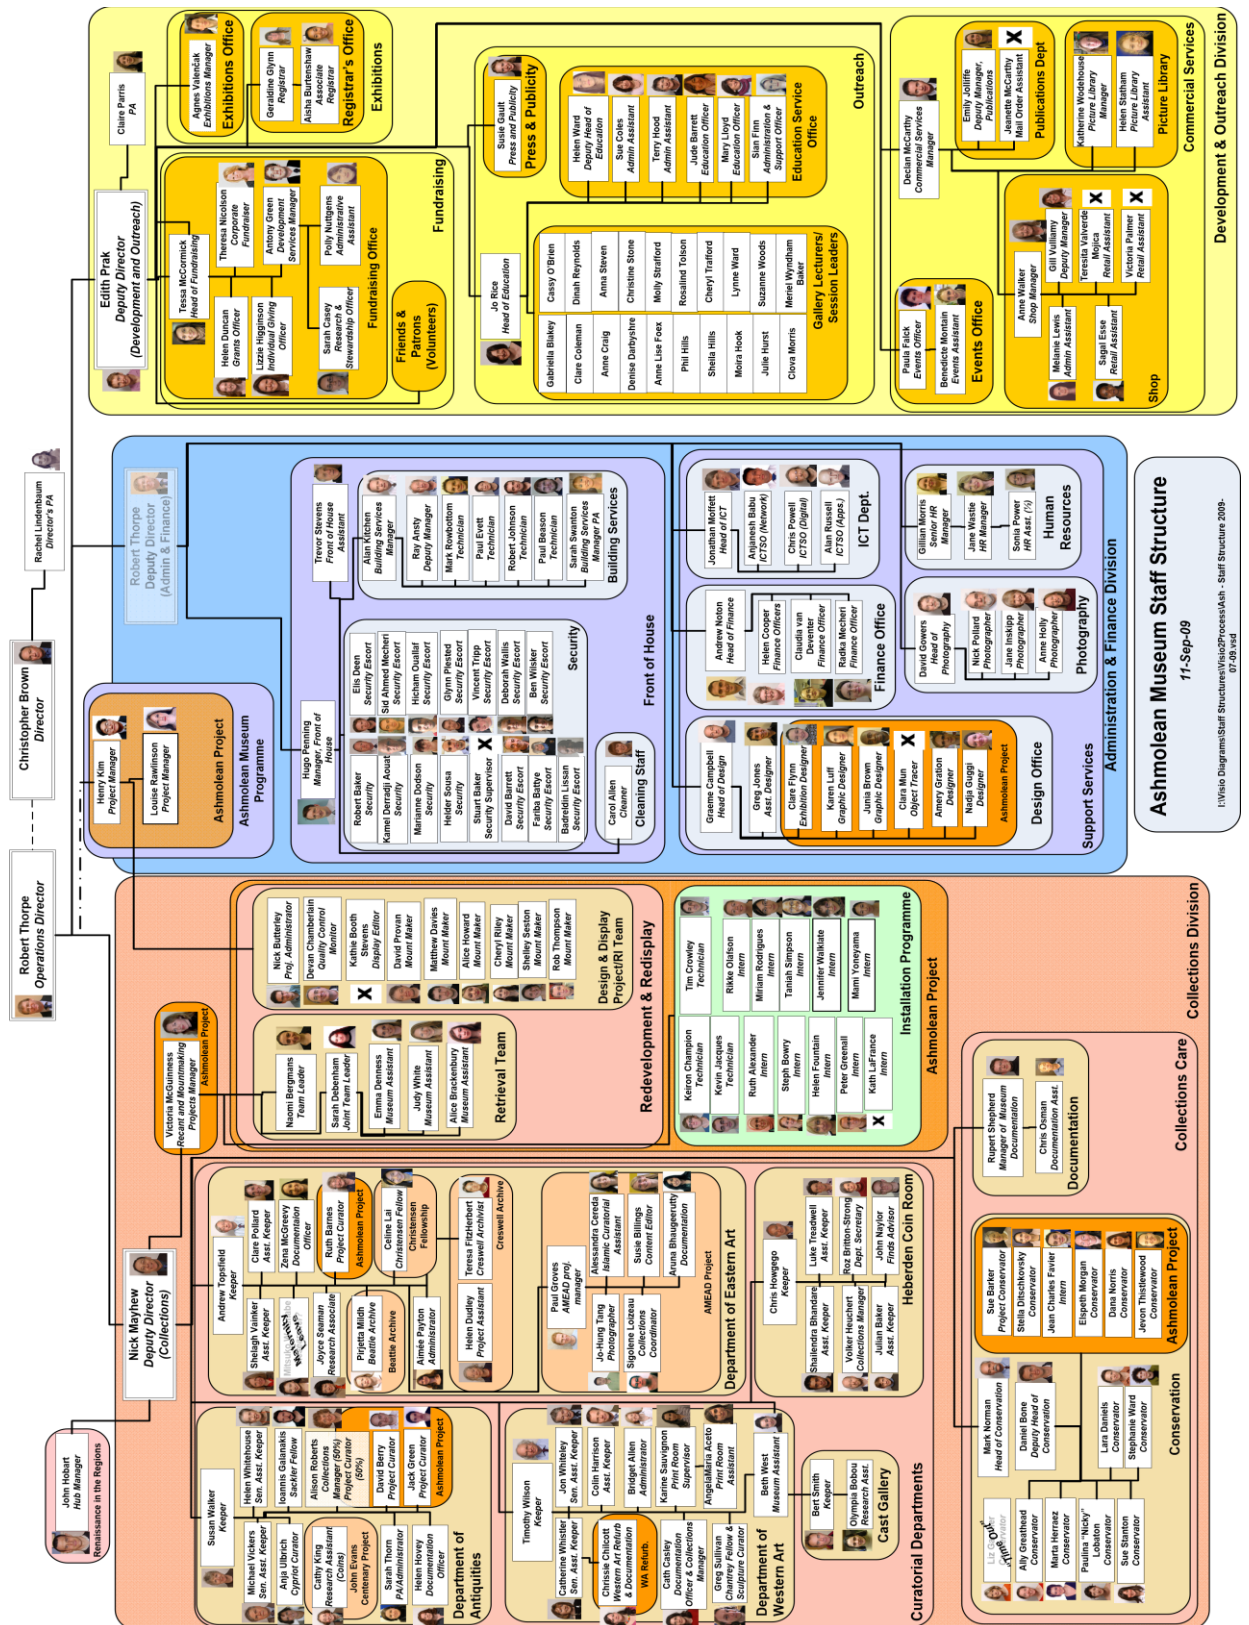 Robert Thorpe
Operations Director
Christopher Brown
Director
Rachel Lindenbaum
Director's PA
John Hobart
Hub Manager
Renaissance in the Regions
Nick Mayhew
Deputy Director
(Collections)
Victoria McGuinness
Recant and Mountmaking
Projects Manager
Ashmolean Project
Henry Kim
Project Manager
Louise Rawlinson
Project Manager
Ashmolean Project
Ashmolean Museum
Programme
Robert Thorpe
Deputy Director
(Admin & Finance)
Edith Prak
Deputy Director
(Development and Outreach)
Claire Parris
PA
Susan Walker
Keeper
Michael Vickers
Sen. Asst. Keeper
Helen Whitehouse
Sen. Asst. Keeper
Anja Ulbrich
Cypriot Curator
Ioannis Galanakis
Sackler Fellow
Cathy King
Research Assistant
(Coins)
John Evans
Centenary Project
Alison Roberts
Collections
Manager (50%)
Project Curator
(50%)
Sarah Thorn
PA/Administrator
David Berry
Project Curator
Helen Hovey
Documentation
Officer
Jack Green
Project Curator
Ashmolean Project
Department of
Antiquities
Timothy Wilson
Keeper
Catherine Whistler
Sen. Asst. Keeper
Jon Whiteley
Sen. Asst. Keeper
Chrissie Chilcott
Western Art Refurb
& Documentation
WA Refurb.
Colin Harrison
Asst. Keeper
Bridget Allen
Administrator
Cath Casley
Documentation
Officer & Collections
Manager
Karine Sauvignon
Print Room
Supervisor
Greg Sullivan
Chantrey Fellow &
Sculpture Curator
AngelaMaria Aceto
Print Room
Assistant
Beth West
Museum Assistant
Department of
Western Art
Bert Smith
Keeper
Olympia Bobou
Research Asst.
Cast Gallery
Curatorial Departments
Andrew Topsfield
Keeper
Shelagh Vainker
Asst. Keeper
Clare Pollard
Asst. Keeper
Maternity
Leave
Zena McGreevy
Documentaion
Officer
Joyce Seaman
Research Associate
Ruth Barnes
Project Curator
Ashmolean Project
Pirjetta Mildh
Beattie Archive
Beattie Archive
Celine Lai
Christensen Fellow
Christensen
Fellowship
Aimée Payton
Administrator
Helen Dudley
Project Assistant
Teresa FitzHerbert
Creswell Archivist
Creswell Archive
Paul Groves
AMEAD proj.
manager
Jo-Hung Tang
Photographer
Alessandra Cereda
Islamic Curatorial
Assistant
Sigolene Loizeau
Collections
Coordinator
Susie Billings
Content Editor
Aruna Bhaugeerutty
Documentation
AMEAD Project
Department of Eastern Art
Chris Howgego
Keeper
Shailendra Bhandare
Asst. Keeper
Luke Treadwell
Asst. Keeper
Volker Heuchert
Collections Manager
Roz Britton-Strong
Dept. Secretary
Julian Baker
Asst. Keeper
John Naylor
Finds Advisor
Heberden Coin Room
Mark Norman
Head of Conservation
Daniel Bone
Deputy Head of
Conservation
Ally Greathead
Conservator
Maria Herraez
Conservator
Paulina "Nicky"
Lobaton
Conservator
Sue Stanton
Conservator
Lara Daniels
Conservator
Stephanie Ward
Conservator
Conservation
Sue Barker
Project Conservator
Stella Ditschkovsky
Conservator
Jean Charles Favier
Intern
Elspeth Morgan
Conservator
Dana Norris
Conservator
Jevon Thistlewood
Conservator
Ashmolean Project
Rupert Shepherd
Manager of Museum
Documentation
Chris Osman
Documentation Asst.
Documentation
Collections Care
Collections Division
Naomi Bergmans
Team Leader
Sarah Debenham
Joint Team Leader
Emma Denness
Museum Assistant
Judy White
Museum Assistant
Alice Brackenbury
Museum Assistant
Retrieval Team
Nick Butterley
Proj. Administrator
Devan Chamberlain
Quality Control
Monitor
Kathie Booth
Stevens
Display Editor
David Provan
Mount Maker
Matthew Davies
Mount Maker
Alice Howard
Mount Maker
Cheryl Riley
Mount Maker
Shelley Seston
Mount Maker
Rob Thompson
Mount Maker
Design & Display
Project/RI Team
Redevelopment & Redisplay
Keiron Champion
Technician
Tim Crowley
Technician
Kevin Jacques
Technician
Rikke Olafson
Intern
Ruth Alexander
Intern
Miriam Rodrigues
Intern
Steph Bowry
Intern
Taniah Simpson
Intern
Helen Fountain
Intern
Jennifer Walklate
Intern
Peter Greenall
Intern
Mami Yoneyama
Intern
Kath LaFrance
Intern
Installation Programme
Ashmolean Project
Hugo Penning
Manager, Front of
House
Trevor Stevens
Front of House
Assistant
Robert Baker
Security
Elis Deen
Security Escort
Kamel Derradji Aouat
Security
Sid Ahmed Mecheri
Security Escort
Marianne Dodson
Security
Hicham Ouallaf
Security Escort
Helder Sousa
Security
Glynn Plested
Security Escort
Stuart Baker
Security Supervisor
Vincent Tripp
Security Escort
David Barrett
Security Escort
Deborah Wallis
Security Escort
Fariba Battye
Security Escort
Ben Wilsker
Security Escort
Badreldin Lissan
Security Escort
Security
Carol Allen
Cleaner
Cleaning Staff
Alan Kitchen
Building Services
Manager
Ray Ansty
Deputy Manager
Mark Rowbottom
Technician
Paul Evett
Technician
Robert Johnson
Technician
Paul Beason
Technician
Sarah Swanton
Building Services
Manager PA
Building Services
Front of House
Graeme Campbell
Head of Design
Greg Jones
Asst. Designer
Clare Flynn
Exhibition Designer
Karen Luff
Graphic Designer
Junia Brown
Graphic Designer
Clara Mun
Object Tracer
Amery Gration
Designer
Nadja Guggi
Designer
Ashmolean Project
Design Office
Andrew Noton
Head of Finance
Helen Cooper
Finance Officers
Claudia van
Deventer
Finance Officer
Radka Mecheri
Finance Officer
Finance Office
Jonathan Moffett
Head of ICT
Anjanesh Babu
ICTSO (Network)
Chris Powell
ICTSO (Digital)
Alan Russell
ICTSO (Apps.)
ICT Dept.
David Gowers
Head of
Photography
Nick Pollard
Photographer
Jane Inskipp
Photographer
Anne Holly
Photographer
Photography
Gillian Morris
Senior HR
Manager
Jane Wastie
HR Manager
Sonia Power
HR Asst. (½)
Human
Resources
Support Services
Administration & Finance Division
Tessa McCormick
Head of Fundraising
Helen Duncan
Grants Officer
Theresa Nicolson
Corporate
Fundraiser
Lizzie Higginson
Individual Giving
Officer
Antony Green
Development
Services Manager
Sarah Casey
Research &
Stewardship Officer
Polly Nuttgens
Administrative
Assistant
Fundraising Office
Friends &
Patrons
(Volunteers)
Fundraising
Agnes Valenčak
Exhibitions Manager
Exhibitions Office
Geraldine Glynn
Registrar
Aisha Burtenshaw
Associate
Registrar
Registrar's Office
Exhibitions
Jo Rice
Head of Education
Susie Gault
Press and Publicity
Press & Publicity
Gabriella Blakey
Cassy O'Brien
Clare Coleman
Dinah Reynolds
Anne Craig
Anna Steven
Denise Darbyshire
Christine Stone
Anne Lise Foex
Molly Strafford
Phil Hills
Rosalind Tolson
Sheila Hills
Cheryl Trafford
Moira Hook
Lynne Ward
Julie Hurst
Suzanne Woods
Clova Morris
Meriel Wyndham
Baker
Gallery Lecturers/
Session Leaders
Helen Ward
Deputy Head of
Education
Sue Coles
Admin Assistant
Terry Hood
Admin Assistant
Jude Barrett
Education Officer
Mary Lloyd
Education Officer
Sian Finn
Administration &
Support Officer
Education Service
Office
Outreach
Declan McCarthy
Commercial Services
Manager
Paula Falck
Events Officer
Benedicte Montain
Events Assistant
Events Office
Anne Walker
Shop Manager
Melanie Lewis
Admin Assistant
Gill Vulliamy
Deputy Manager
Sagal Esse
Retail Assistant
Teresita Valverde
Mojica
Retail Assistant
Victoria Palmer
Retail Assistant
Shop
Emily Jolliffe
Deputy Manager,
Publications
Jeanette McCarthy
Mail Order Assistant
Publications Dept
Katherine Wodehouse
Picture Library
Manager
Helen Statham
Picture Library
Assistant
Picture Library
Commercial Services
Development & Outreach Division
Ashmolean Museum Staff Structure
11-Sep-09
I:\Visio Diagrams\Staff Structures\Visio2Process\Ash - Staff Structure 2009-
07-09.vsd